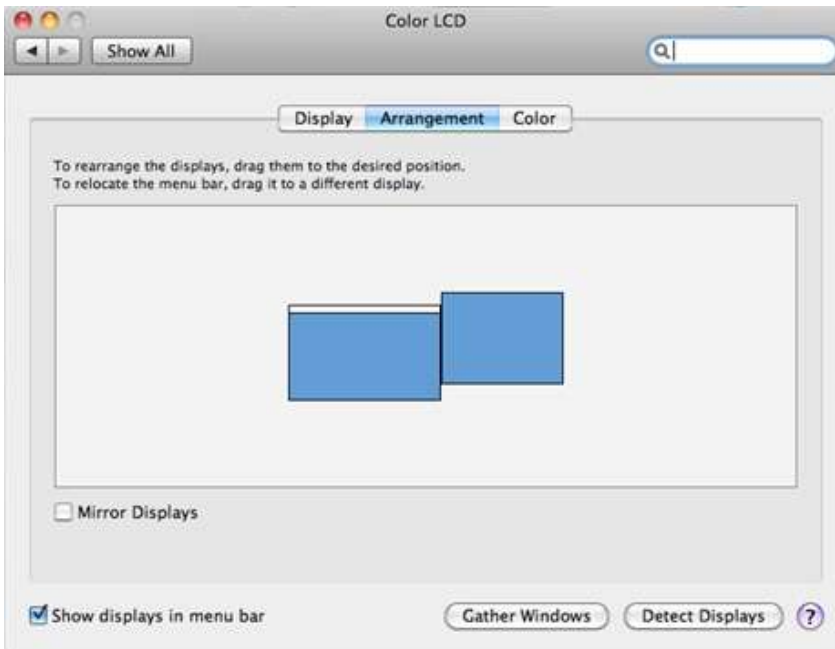 Color LCD
Show All
Display Arrangement Color
To rearrange the displays, drag them to the desired position.
To relocate the menu bar, drag it to a different display.
Mirror Displays
Show displays in menu bar
Gather Windows Detect Displays ?